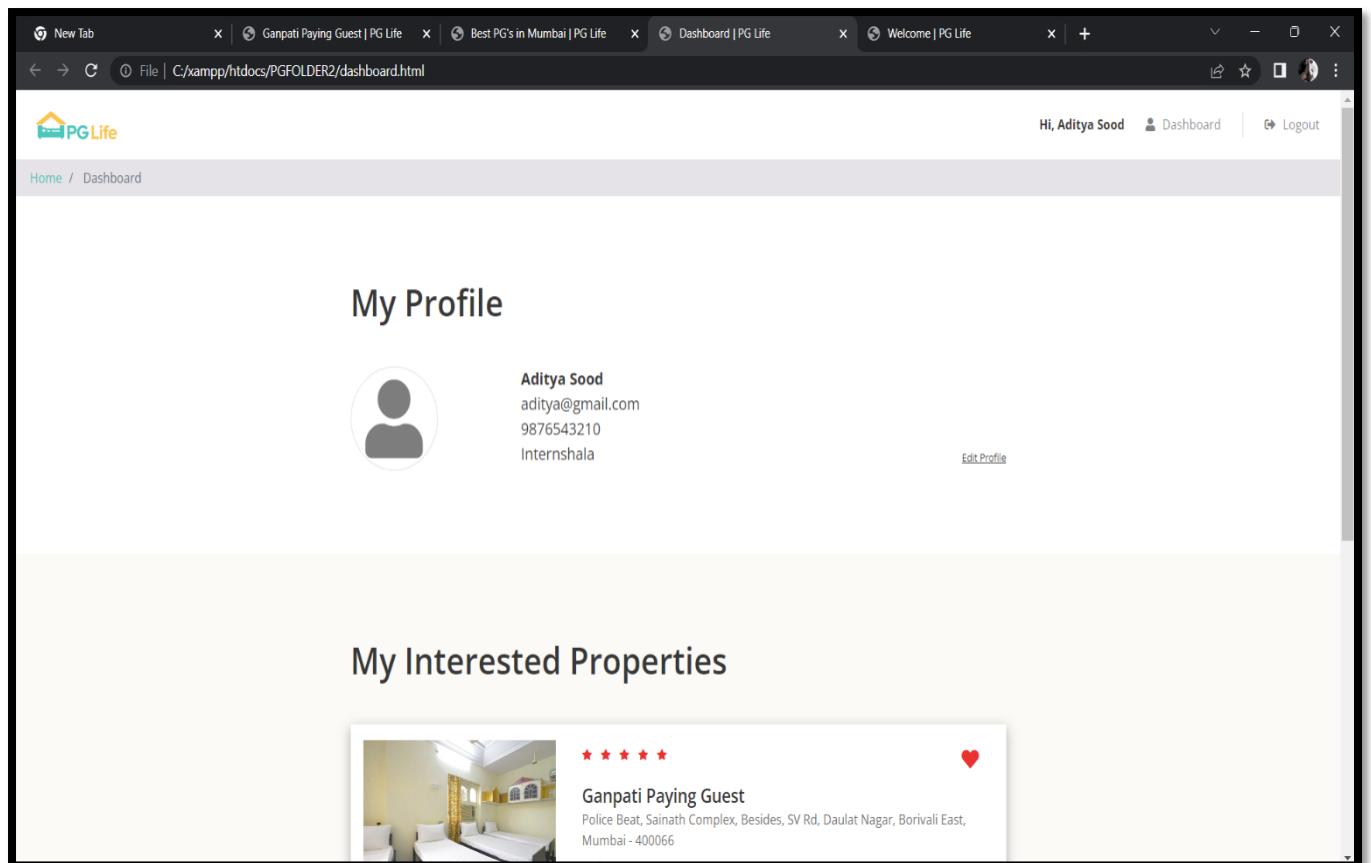 New Tab
Ganpati Paying Guest | PG Life
Best PG's in Mumbai | PG Life
Dashboard | PG Life
Welcome | PG Life
File | C:/xampp/htdocs/PGFOLDER2/dashboard.html
PG Life
Hi, Aditya Sood
Dashboard
Logout
Home / Dashboard
My Profile
Aditya Sood
aditya@gmail.com
9876543210
Internshala
Edit Profile
My Interested Properties
Ganpati Paying Guest
Police Beat, Sainath Complex, Besides, SV Rd, Daulat Nagar, Borivali East,
Mumbai - 400066